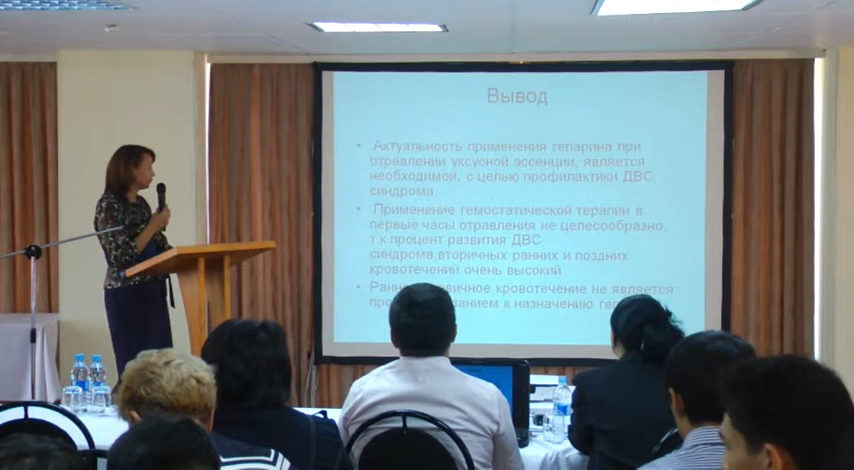 Вывод
• Актуальность применения гепарина при
отравлении уксусной эссенции, является
необходимой, с целью профилактики ДВС
синдрома.
• Применение гемостатической терапии в
первые часы отравления не целесообразно,
т.к процент развития ДВС
синдрома,вторичных ранних и поздних
кровотечений очень высокий
• кровотечение не является
к назначению